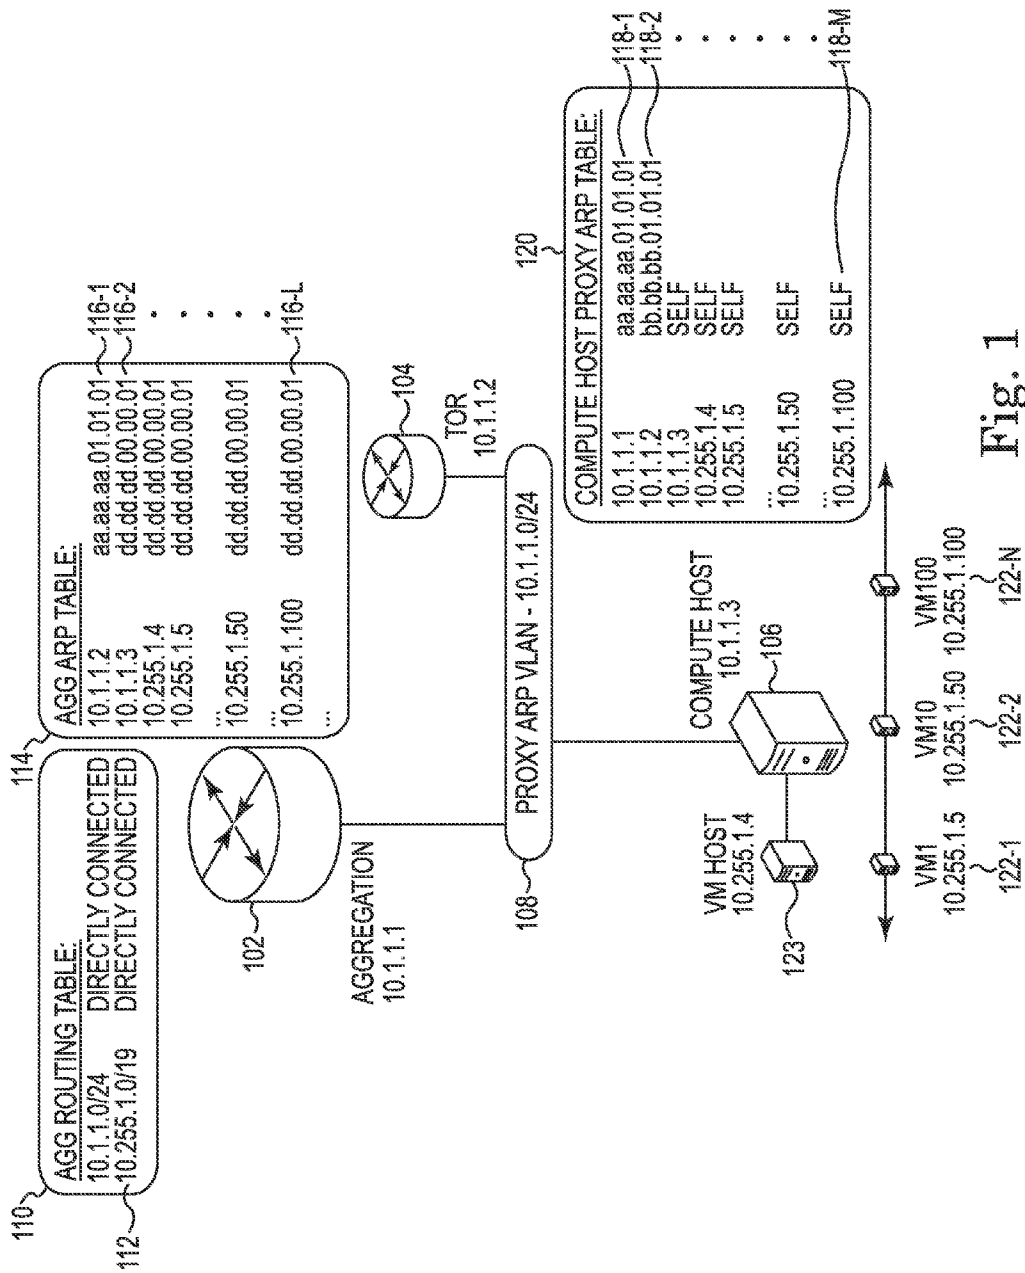 110
AGG ROUTING TABLE:
10.1.1.0/24 DIRECTLY CONNECTED
10.255.1.0/19 DIRECTLY CONNECTED
112
114
AGG ARP TABLE:
10.1.1.2 aa.aa.aa.01.01.01
10.1.1.3 dd.dd.dd.00.00.01
10.255.1.4 dd.dd.dd.00.00.01
10.255.1.5 dd.dd.dd.00.00.01
...
10.255.1.50 dd.dd.dd.00.00.01
...
10.255.1.100 dd.dd.dd.00.00.01
...
116-1
116-2
116-L
102
AGGREGATION
10.1.1.1
104
TOR
10.1.1.2
108
PROXY ARP VLAN - 10.1.1.0/24
VM HOST
10.255.1.4
123
COMPUTE HOST
10.1.1.3
106
120
COMPUTE HOST PROXY ARP TABLE:
10.1.1.1 aa.aa.aa.01.01.01
10.1.1.2 bb.bb.bb.01.01.01
10.1.1.3 SELF
10.255.1.4 SELF
10.255.1.5 SELF
...
10.255.1.50 SELF
...
10.255.1.100 SELF
118-1
118-2
118-M
VM1
10.255.1.5
122-1
VM10
10.255.1.50
122-2
VM100
10.255.1.100
122-N
Fig. 1